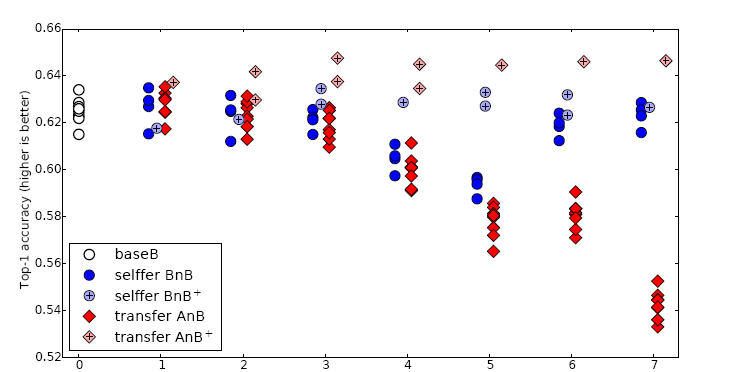 0.66
0.64
0.62
0.60
0.58
0.56
0.54
0.52
Top-1 accuracy (higher is better)
baseB
selffer BnB
selffer BnB⁺
transfer AnB
transfer AnB⁺
0 1 2 3 4 5 6 7